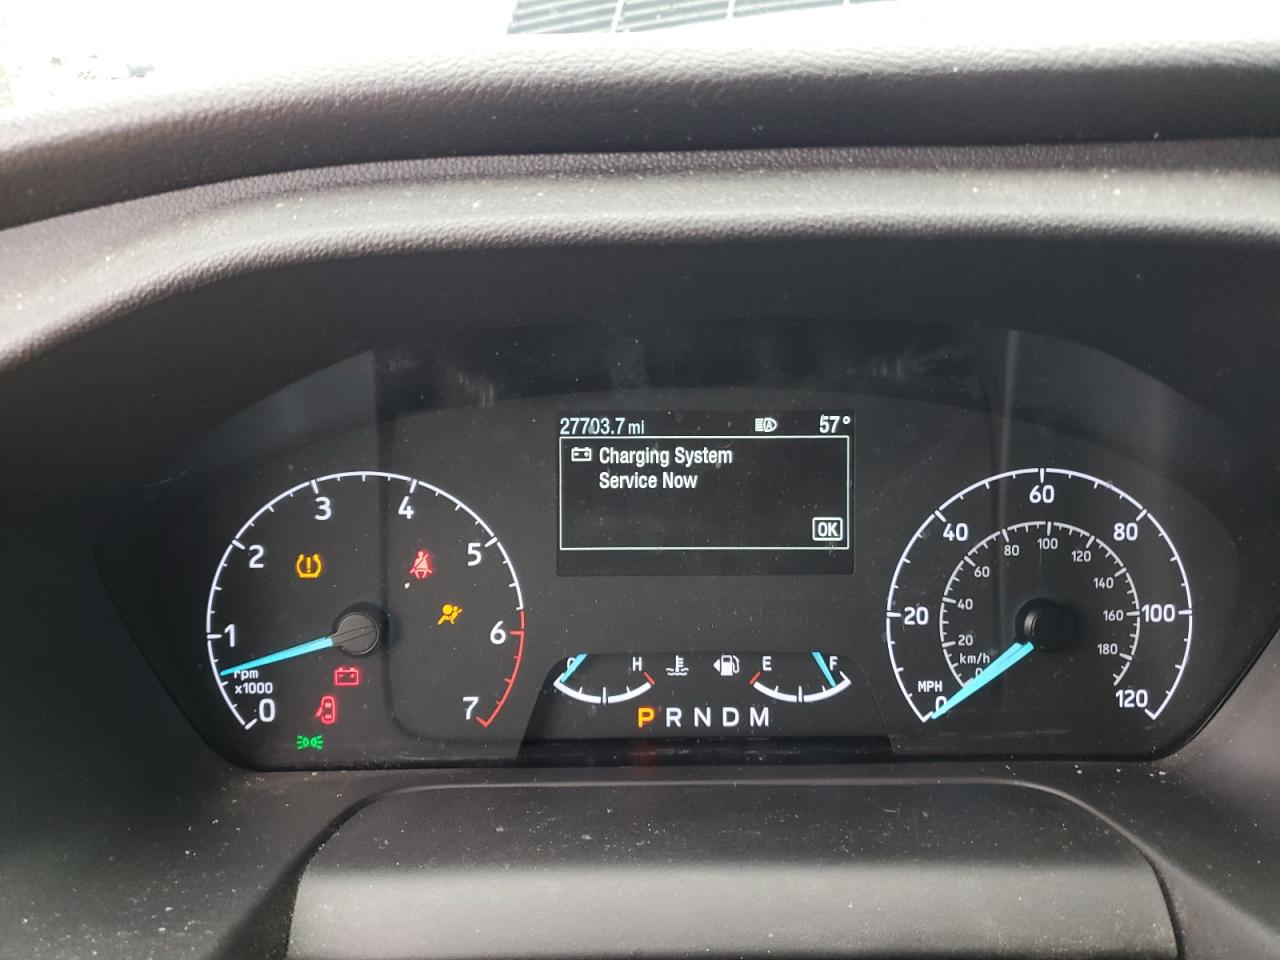 27703.7 mi 57°
Charging System
Service Now
OK
0 1 2 3 4 5 6 7
rpm
x1000
C H
E F
P R N D M
0 20 40 60 80 100 120
MPH
0 20 40 60 80 100 120 140 160 180
km/h